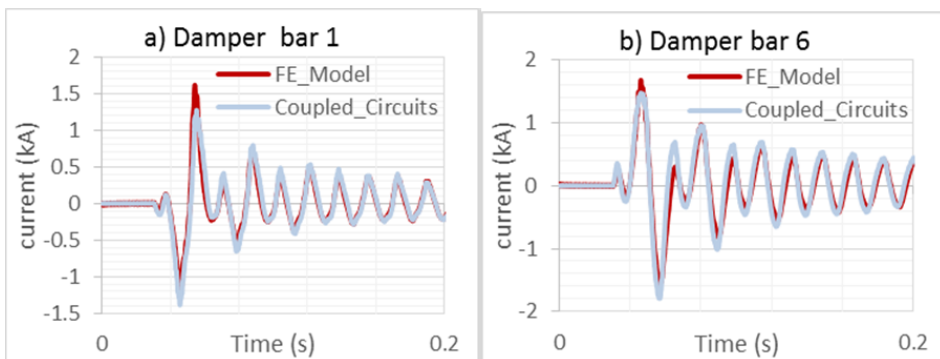 a) Damper bar 1
2
1.5
1
0.5
0
-0.5
-1
-1.5
current (kA)
FE_Model
Coupled_Circuits
0
Time (s)
0.2
b) Damper bar 6
2
1
0
-1
-2
current (kA)
FE_Model
Coupled_Circuits
0
Time (s)
0.2